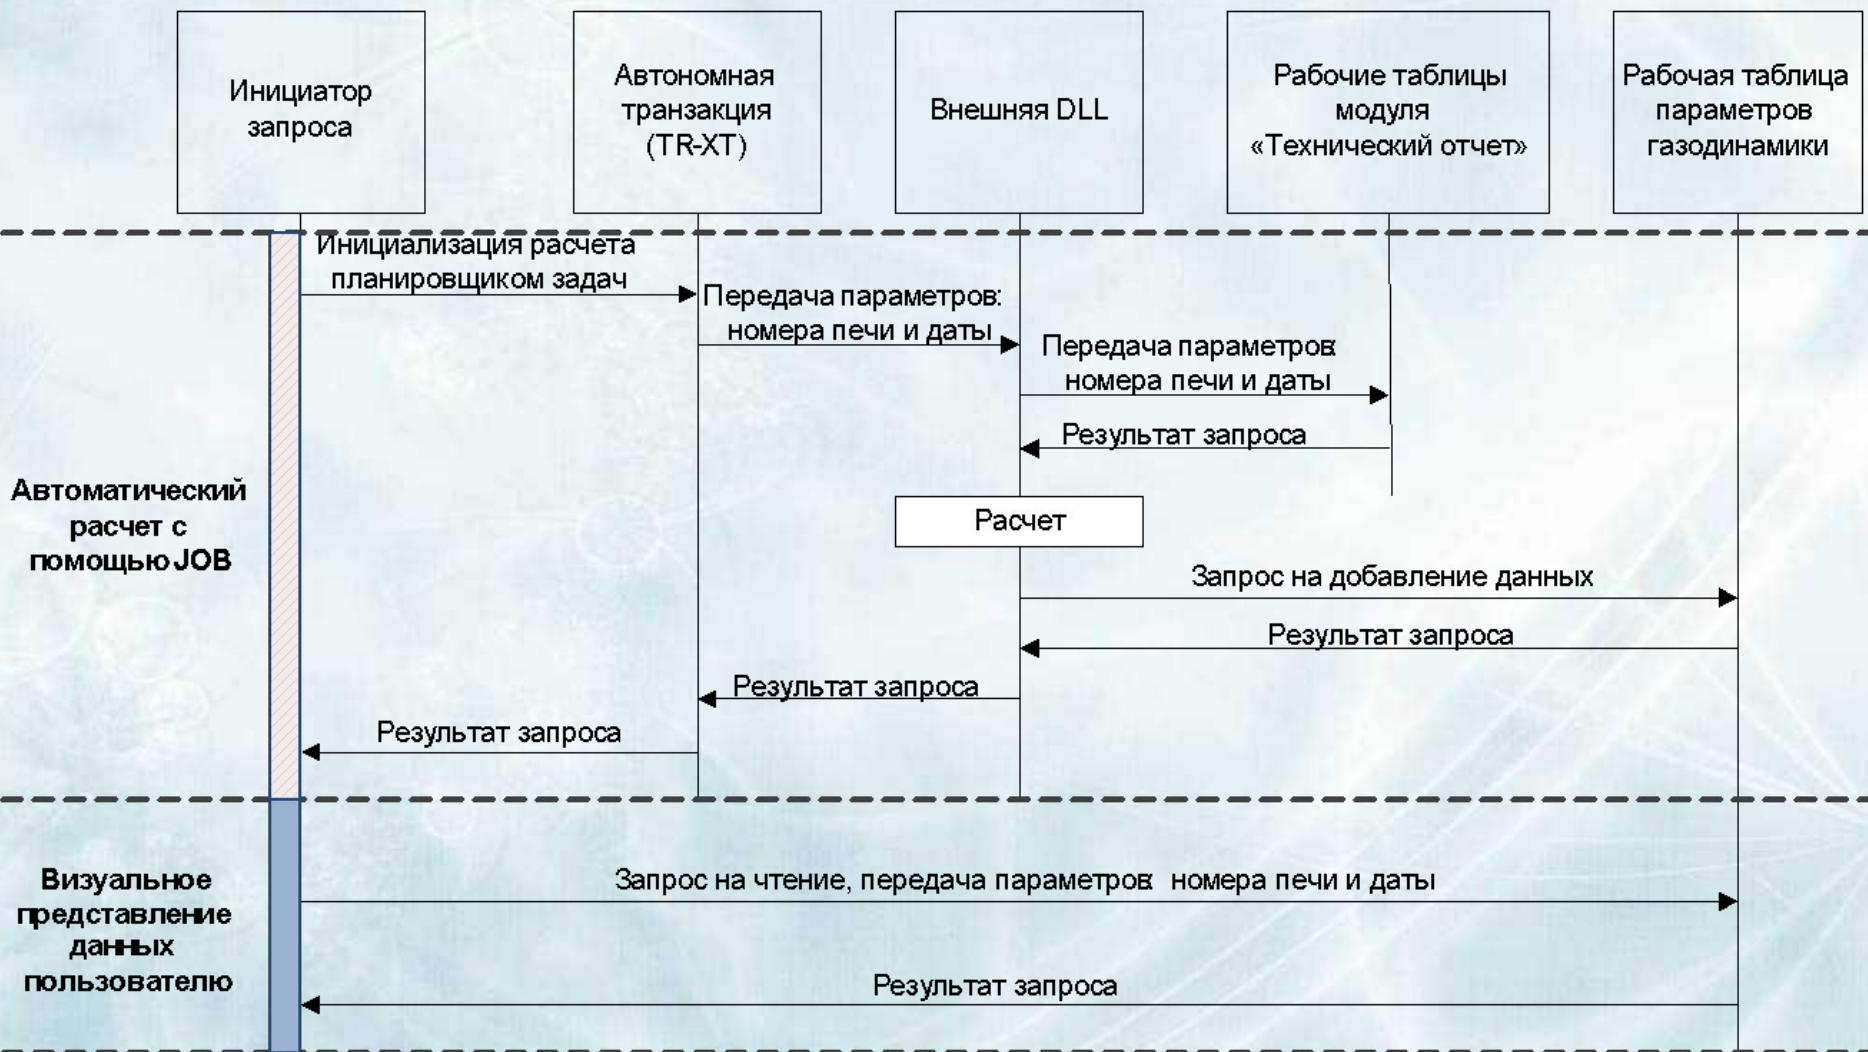 Инициатор
запроса
Автономная
транзакция
(TR-XT)
Внешняя DLL
Рабочие таблицы
модуля
«Технический отчет»
Рабочая таблица
параметров
газодинамики
Инициализация расчета
планировщиком задач
Передача параметров:
номера печи и даты
Передача параметров:
номера печи и даты
Результат запроса
Автоматический
расчет с
помощью JOB
Расчет
Запрос на добавление данных
Результат запроса
Результат запроса
Результат запроса
Визуальное
представление
данных
пользователю
Запрос на чтение, передача параметров: номера печи и даты
Результат запроса